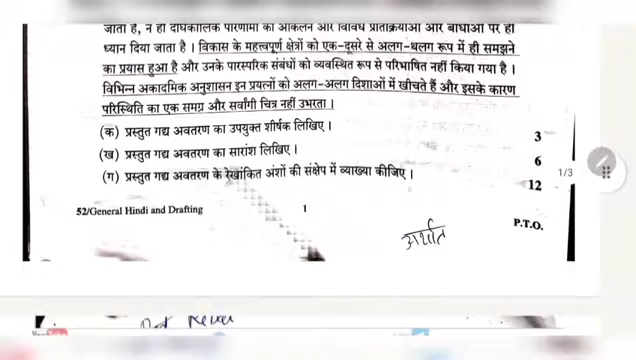 जाता है, न ही दीर्घकालिक परिणामों का आकलन और विविध प्रतिक्रियाओं और बाधाओं पर ही
ध्यान दिया जाता है । विकास के महत्वपूर्ण क्षेत्रों को एक-दूसरे से अलग-थलग रूप में ही समझने
का प्रयास हुआ है और उनके पारस्परिक संबंधों को व्यवस्थित रूप से परिभाषित नहीं किया गया है ।
विभिन्न अकादमिक अनुशासन इन प्रयत्नों को अलग-अलग दिशाओं में खींचते हैं और इसके कारण
परिस्थिति का एक समग्र और सर्वांगी चित्र नहीं उभरता ।
(क) प्रस्तुत गद्य अवतरण का उपयुक्त शीर्षक लिखिए । 3
(ख) प्रस्तुत गद्य अवतरण का सारांश लिखिए । 6
(ग) प्रस्तुत गद्य अवतरण के रेखांकित अंशों की संक्षेप में व्याख्या कीजिए । 12
1/3
52/General Hindi and Drafting 1 P.T.O.
अर्थात